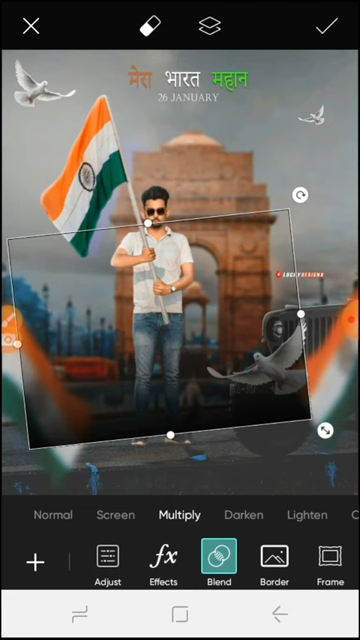 मेरा भारत महान
26 JANUARY
Normal Screen Multiply Darken Lighten
Adjust Effects Blend Border Frame